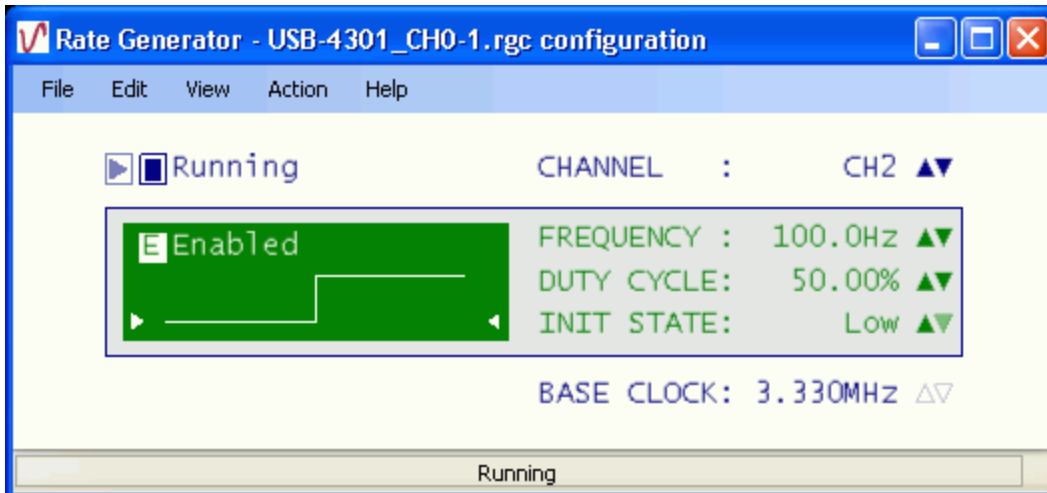 Rate Generator - USB-4301_CH0-1.rgc configuration
File Edit View Action Help
Running CHANNEL : CH2
E Enabled FREQUENCY : 100.0Hz
DUTY CYCLE: 50.00%
INIT STATE: Low
BASE CLOCK: 3.330MHz
Running